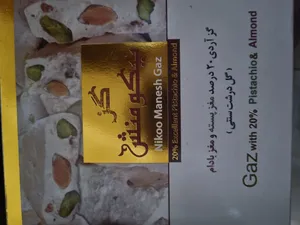 گز
نیکومنش
Nikoo Manesh Gaz
20% Excellent Pistachio & Almond
گز آردی ۲۰ درصد مغز پسته و مغز بادام
( گل درشت سنتی )
Gaz with 20% Pistachio & Almond